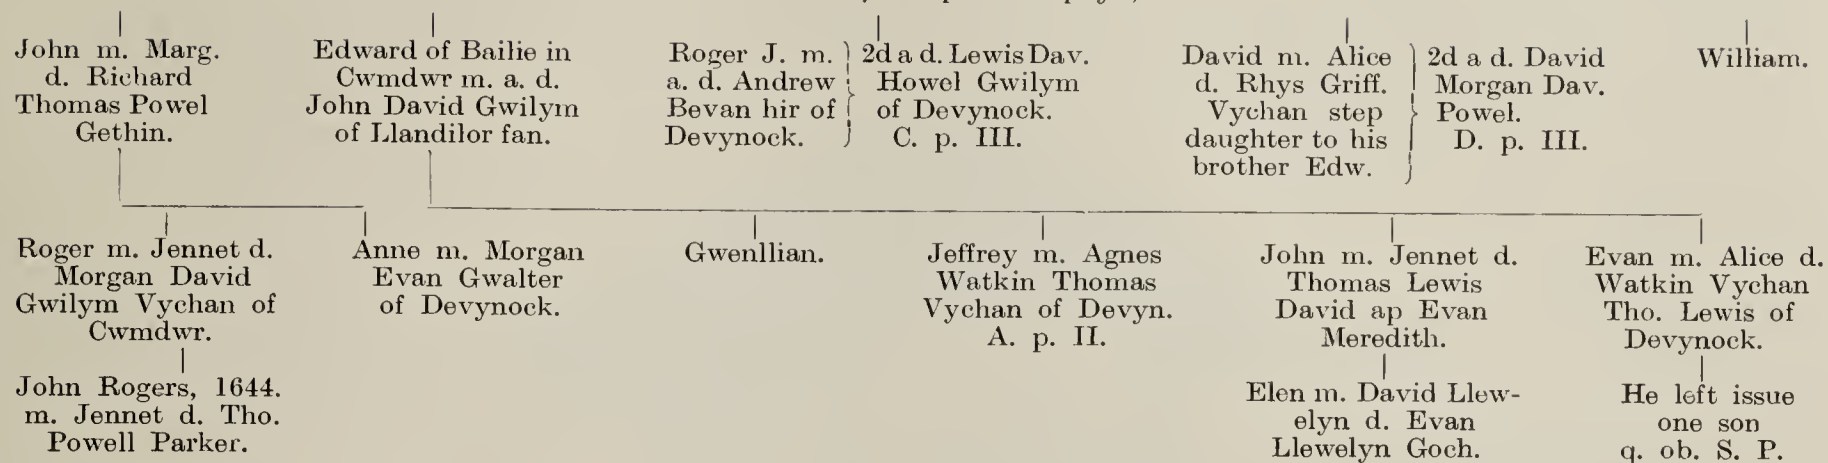 John m. Marg.
d. Richard
Thomas Powel
Gethin.
Edward of Bailie in
Cwmdwr m. a. d.
John David Gwilym
of Llandilor fan.
Roger J. m.
a. d. Andrew
Bevan hir of
Devynock.
2d a d. Lewis Dav.
Howel Gwilym
of Devynock.
C. p. III.
David m. Alice
d. Rhys Griff.
Vychan step
daughter to his
brother Edw.
2d a d. David
Morgan Dav.
Powel.
D. p. III.
William.
Roger m. Jennet d.
Morgan David
Gwilym Vychan of
Cwmdwr.
Anne m. Morgan
Evan Gwalter
of Devynock.
Gwenllian.
Jeffrey m. Agnes
Watkin Thomas
Vychan of Devyn.
A. p. II.
John m. Jennet d.
Thomas Lewis
David ap Evan
Meredith.
Evan m. Alice d.
Watkin Vychan
Tho. Lewis of
Devynock.
John Rogers, 1644.
m. Jennet d. Tho.
Powell Parker.
Elen m. David Llew-
elyn d. Evan
Llewelyn Goch.
He left issue
one son
q. ob. S. P.